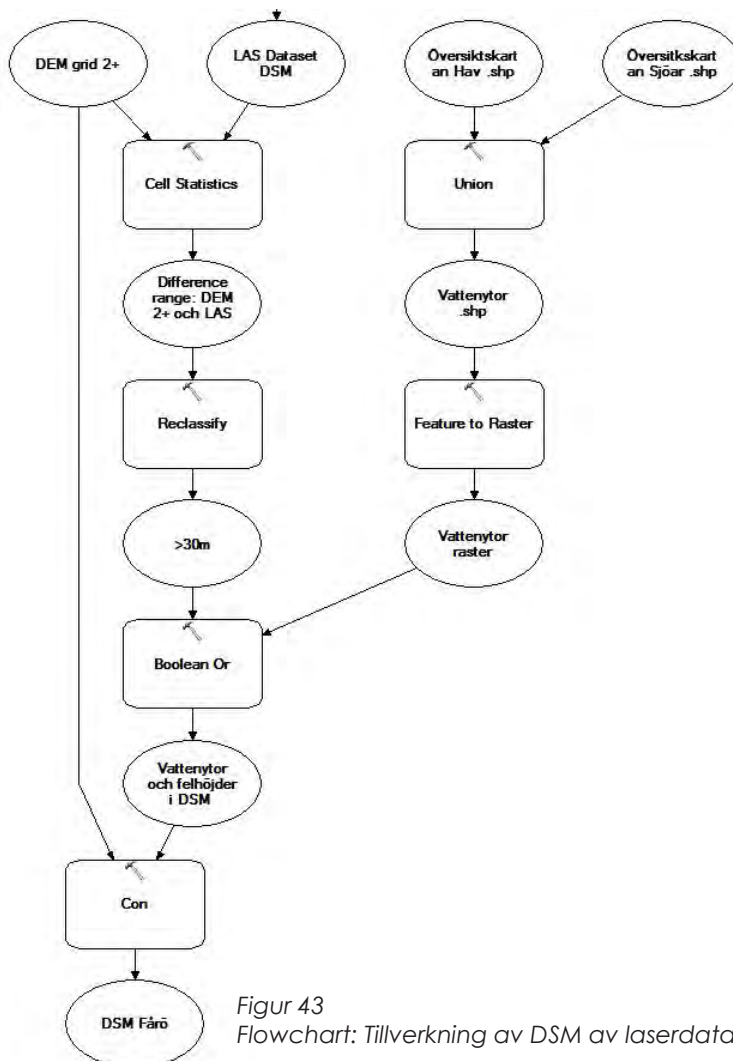 DEM grid 2+
LAS Dataset
DSM
Översiktskart
an Hav .shp
Översitkskart
an Sjöar .shp
Cell Statistics
Union
Difference
range: DEM
2+ och LAS
Vattenytor
.shp
Reclassify
Feature to Raster
>30m
Vattenytor
raster
Boolean Or
Vattenytor
och felhöjder
i DSM
Con
DSM Fårö
Figur 43
Flowchart: Tillverkning av DSM av laserdata